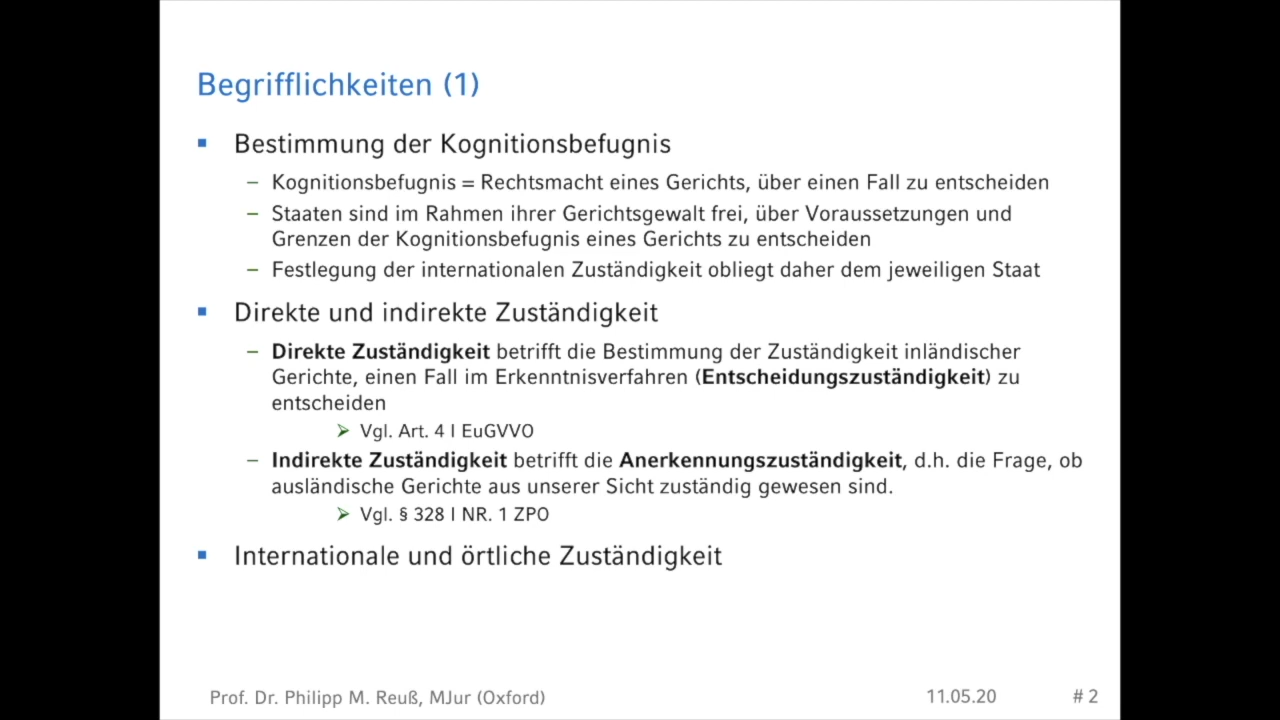 Begrifflichkeiten (1)
▪ Bestimmung der Kognitionsbefugnis
– Kognitionsbefugnis = Rechtsmacht eines Gerichts, über einen Fall zu entscheiden
– Staaten sind im Rahmen ihrer Gerichtsgewalt frei, über Voraussetzungen und
Grenzen der Kognitionsbefugnis eines Gerichts zu entscheiden
– Festlegung der internationalen Zuständigkeit obliegt daher dem jeweiligen Staat
▪ Direkte und indirekte Zuständigkeit
– Direkte Zuständigkeit betrifft die Bestimmung der Zuständigkeit inländischer
Gerichte, einen Fall im Erkenntnisverfahren (Entscheidungszuständigkeit) zu
entscheiden
➢ Vgl. Art. 4 I EuGVVO
– Indirekte Zuständigkeit betrifft die Anerkennungszuständigkeit, d.h. die Frage, ob
ausländische Gerichte aus unserer Sicht zuständig gewesen sind.
➢ Vgl. § 328 I NR. 1 ZPO
▪ Internationale und örtliche Zuständigkeit
Prof. Dr. Philipp M. Reuß, MJur (Oxford) 11.05.20 # 2